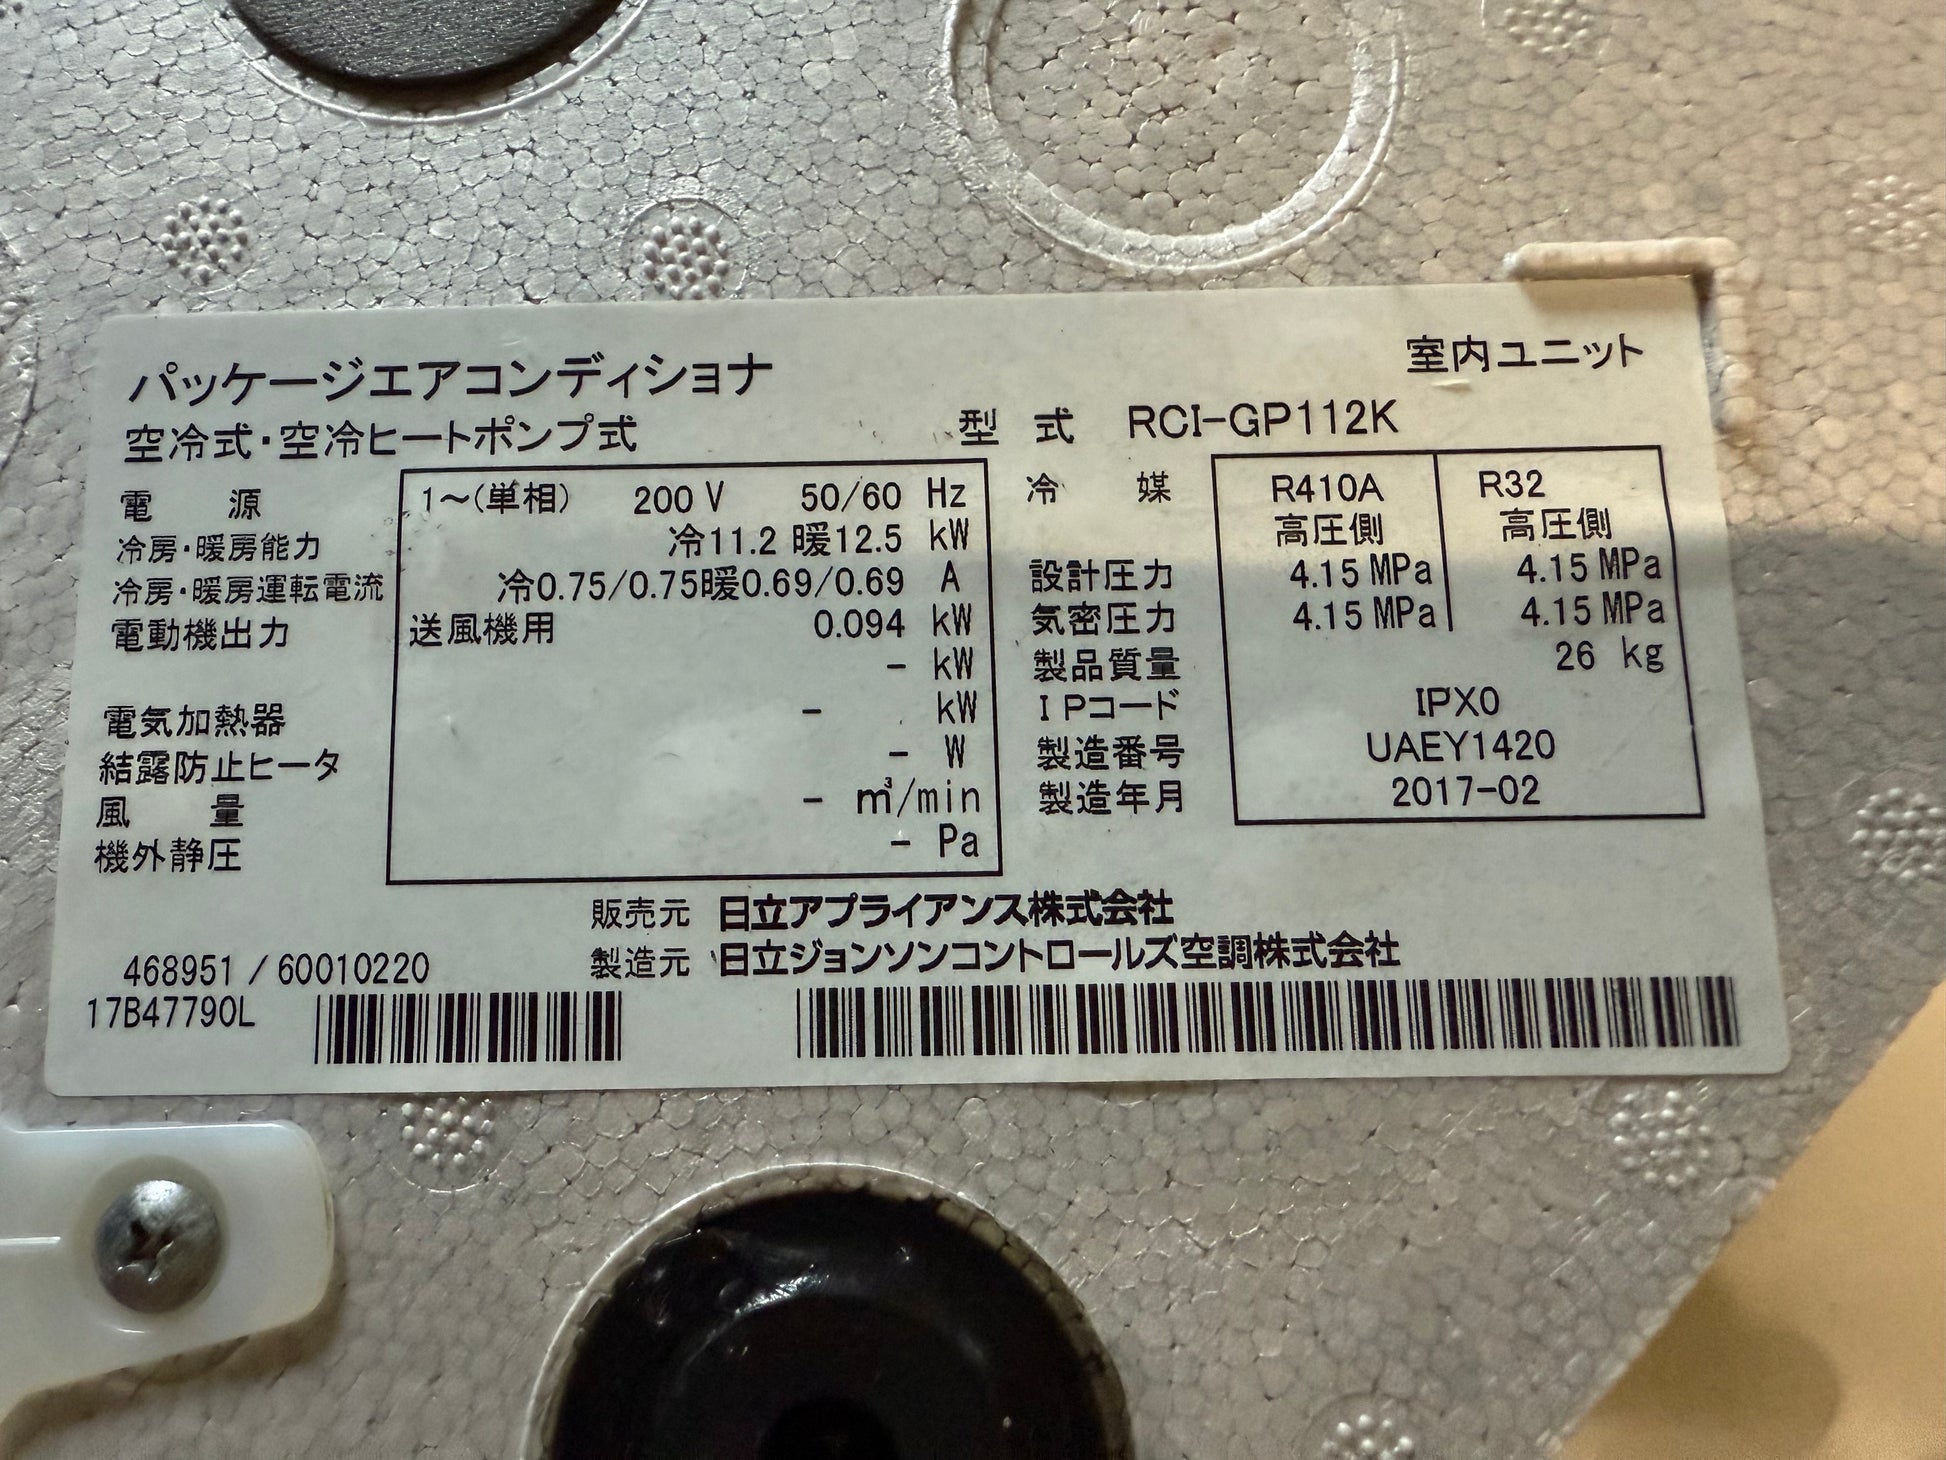 パッケージエアコンディショナ
室内ユニット
空冷式・空冷ヒートポンプ式
型式 RCI-GP112K
電源 1～(単相) 200 V 50/60 Hz
冷房・暖房能力 冷11.2 暖12.5 kW
冷房・暖房運転電流 冷0.75/0.75暖0.69/0.69 A
電動機出力 送風機用 0.094 kW
- kW
電気加熱器 - kW
結露防止ヒータ - W
風量 - m³/min
機外静圧 - Pa
冷媒 R410A R32
高圧側 高圧側
設計圧力 4.15 MPa 4.15 MPa
気密圧力 4.15 MPa 4.15 MPa
製品質量 26 kg
IPコード IPX0
製造番号 UAEY1420
製造年月 2017-02
販売元 日立アプライアンス株式会社
製造元 日立ジョンソンコントロールズ空調株式会社
468951 / 60010220
17B47790L